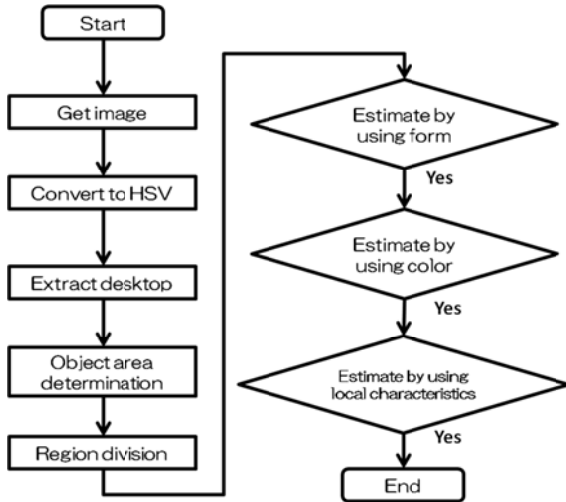 Start
Get image
Convert to HSV
Extract desktop
Object area
determination
Region division
Estimate by
using form
Yes
Estimate by
using color
Yes
Estimate by using
local characteristics
Yes
End